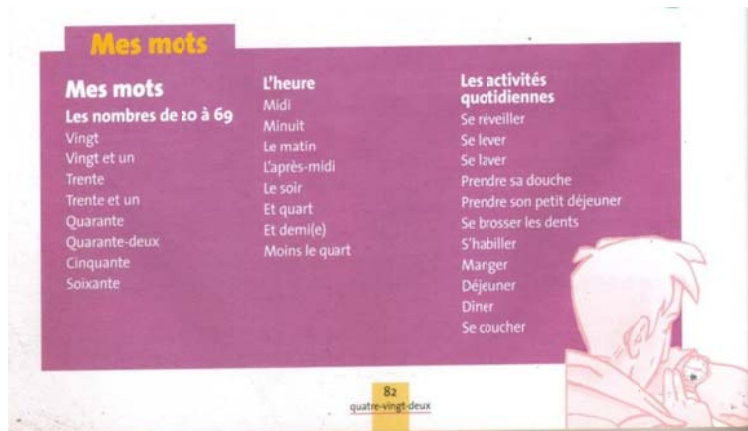 Mes mots
Mes mots
Les nombres de 20 à 69
Vingt
Vingt et un
Trente
Trente et un
Quarante
Quarante-deux
Cinquante
Soixante
L'heure
Midi
Minuit
Le matin
L'après-midi
Le soir
Et quart
Et demi(e)
Moins le quart
Les activités
quotidiennes
Se réveiller
Se lever
Se laver
Prendre sa douche
Prendre son petit déjeuner
Se brosser les dents
S'habiller
Manger
Déjeuner
Dîner
Se coucher
82
quatre-vingt-deux